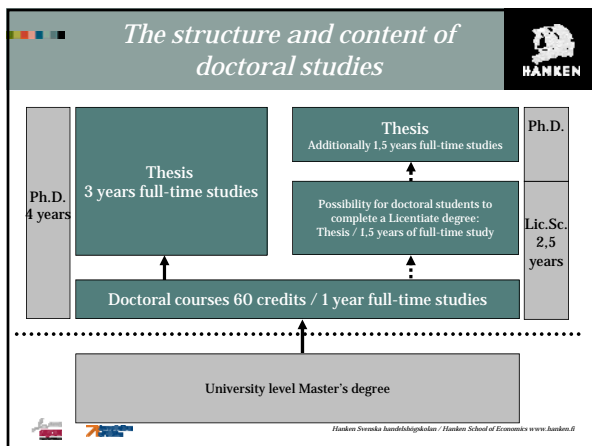 The structure and content of
doctoral studies
HANKEN
Ph.D.
4 years
Thesis
3 years full-time studies
Thesis
Additionally 1,5 years full-time studies
Ph.D.
Possibility for doctoral students to
complete a Licentiate degree:
Thesis / 1,5 years of full-time study
Lic.Sc.
2,5
years
Doctoral courses 60 credits / 1 year full-time studies
University level Master's degree
Hanken Svenska handelshögskolan / Hanken School of Economics www.hanken.fi